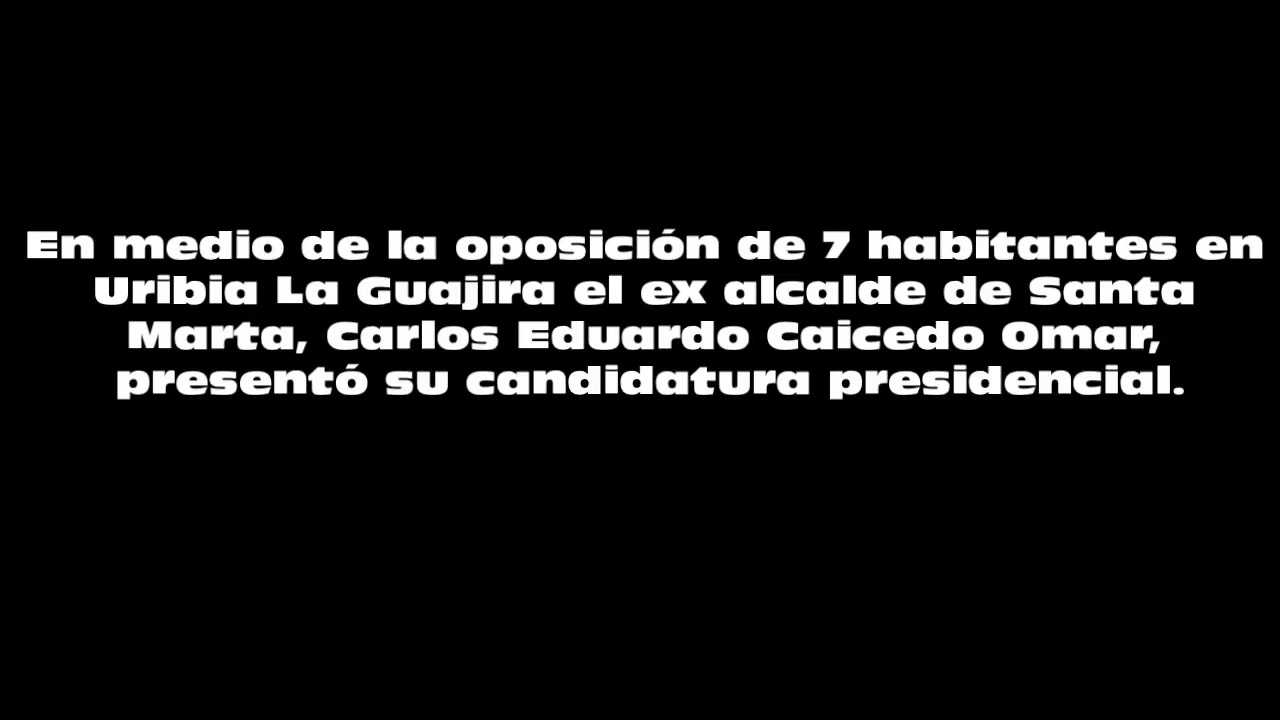 En medio de la oposición de 7 habitantes en
Uribia La Guajira el ex alcalde de Santa
Marta, Carlos Eduardo Caicedo Omar,
presentó su candidatura presidencial.